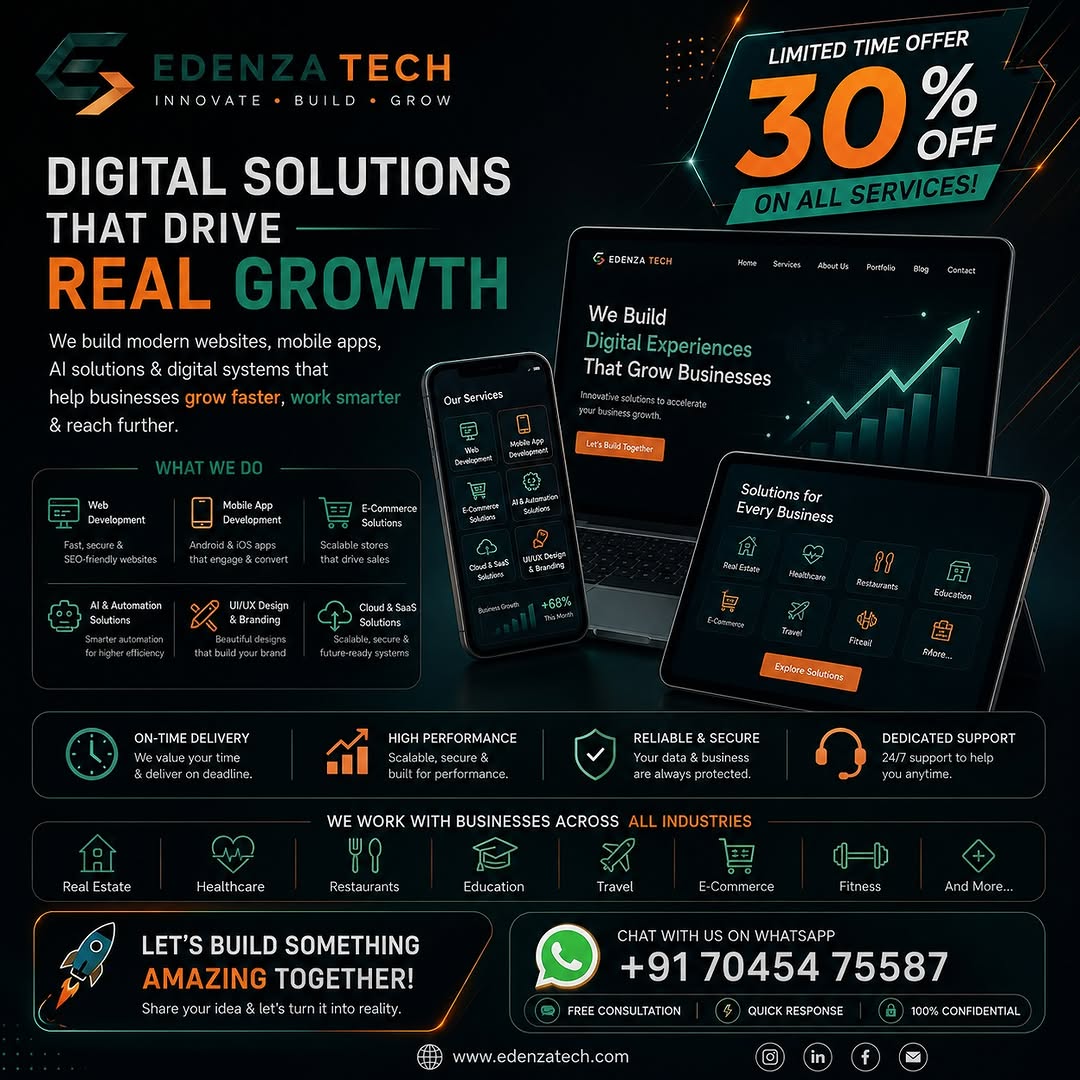 EDENZA TECH
INNOVATE • BUILD • GROW
LIMITED TIME OFFER
30% OFF
ON ALL SERVICES!
DIGITAL SOLUTIONS
THAT DRIVE
REAL GROWTH
We build modern websites, mobile apps,
AI solutions & digital systems that
help businesses grow faster, work smarter
& reach further.
WHAT WE DO
Web
Development
Fast, secure &
SEO-friendly websites
Mobile App
Development
Android & iOS apps
that engage & convert
E-Commerce
Solutions
Scalable stores
that drive sales
AI & Automation
Solutions
Smarter automation
for higher efficiency
UI/UX Design
& Branding
Beautiful designs
that build your brand
Cloud & SaaS
Solutions
Scalable, secure &
future-ready systems
Our Services
Web
Development
Mobile App
Development
E-Commerce
Solutions
AI & Automation
Solutions
Cloud & SaaS
Solutions
UI/UX Design
& Branding
Business Growth
+68%
This Month
EDENZA TECH
Home Services About Us Portfolio Blog Contact
We Build
Digital Experiences
That Grow Businesses
Innovative solutions to accelerate
your business growth.
Let's Build Together
Solutions for
Every Business
Real Estate
Healthcare
Restaurants
Education
E-Commerce
Travel
Explore Solutions
ON-TIME DELIVERY
We value your time
& deliver on deadline.
HIGH PERFORMANCE
Scalable, secure &
built for performance.
RELIABLE & SECURE
Your data & business
are always protected.
DEDICATED SUPPORT
24/7 support to help
you anytime.
WE WORK WITH BUSINESSES ACROSS ALL INDUSTRIES
Real Estate
Healthcare
Restaurants
Education
Travel
E-Commerce
Fitness
And More...
LET'S BUILD SOMETHING
AMAZING TOGETHER!
Share your idea & let's turn it into reality.
CHAT WITH US ON WHATSAPP
+91 70454 75587
FREE CONSULTATION
QUICK RESPONSE
100% CONFIDENTIAL
www.edenzatech.com